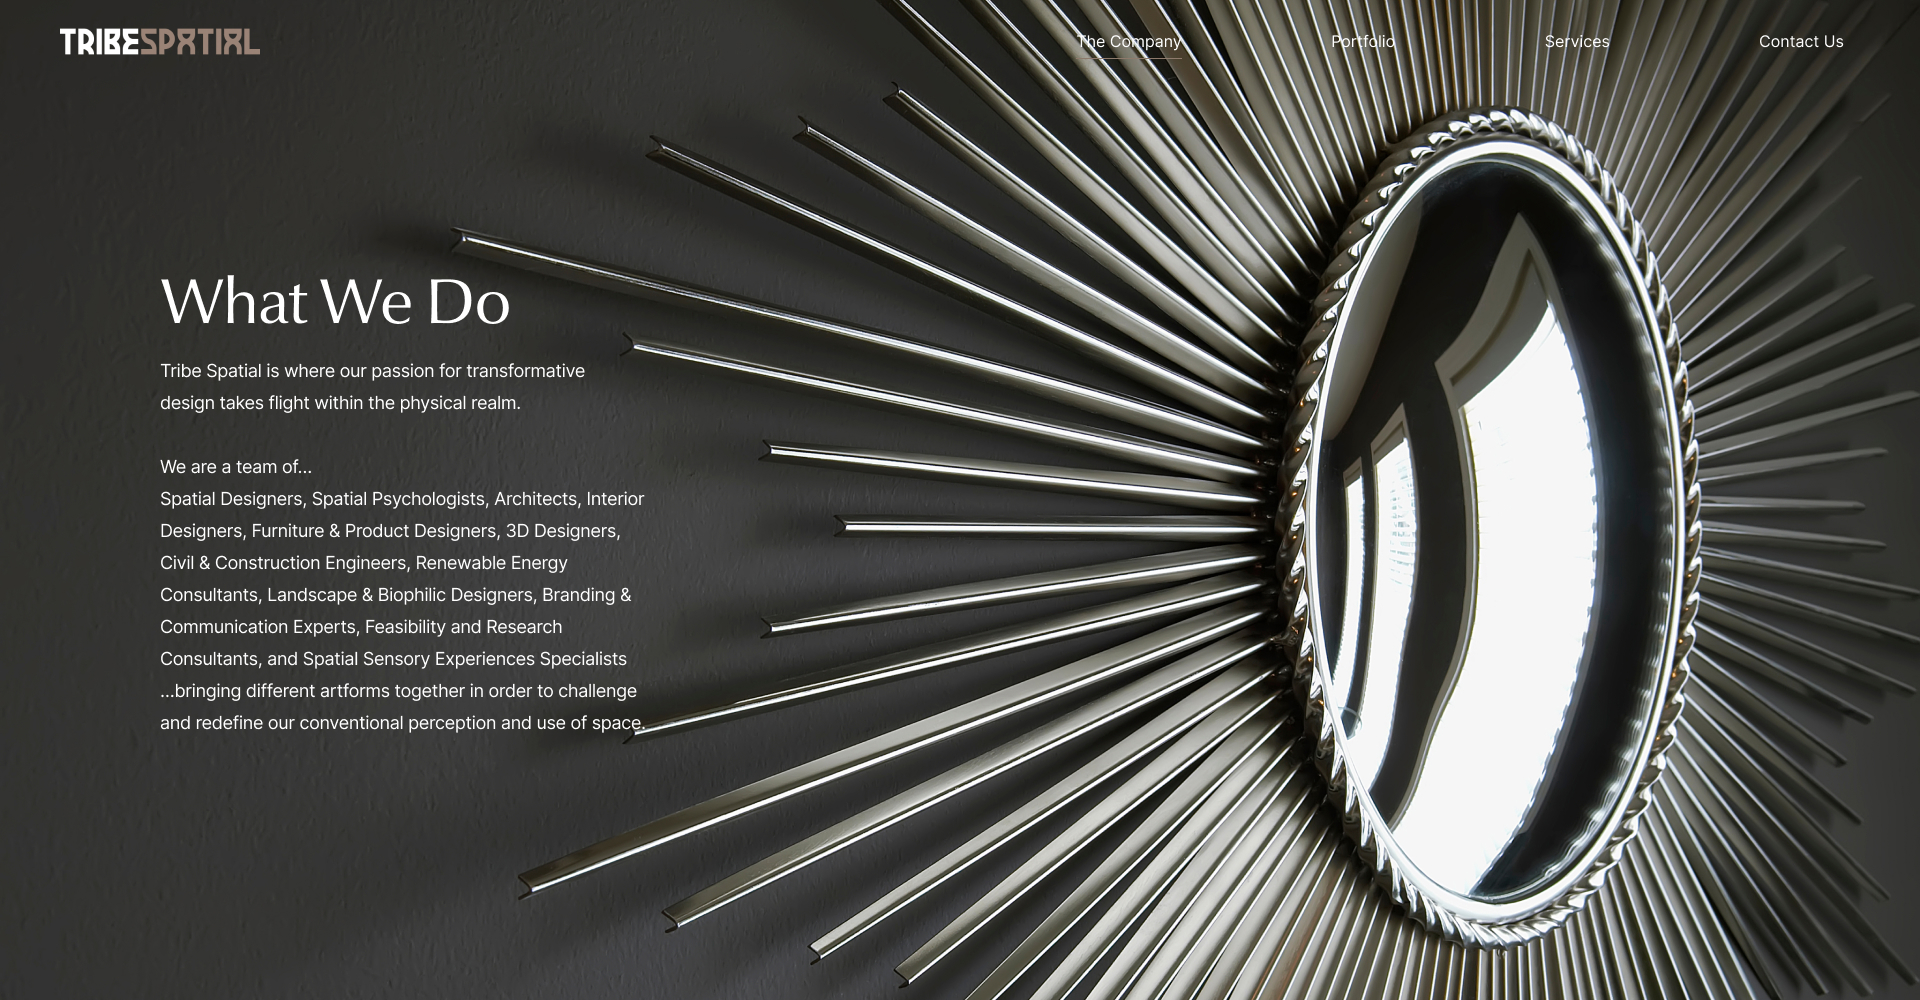 TRIBESPATIAL
The Company
Portfolio
Services
Contact Us
What We Do
Tribe Spatial is where our passion for transformative
design takes flight within the physical realm.
We are a team of...
Spatial Designers, Spatial Psychologists, Architects, Interior
Designers, Furniture & Product Designers, 3D Designers,
Civil & Construction Engineers, Renewable Energy
Consultants, Landscape & Biophilic Designers, Branding &
Communication Experts, Feasibility and Research
Consultants, and Spatial Sensory Experiences Specialists
...bringing different artforms together in order to challenge
and redefine our conventional perception and use of space.